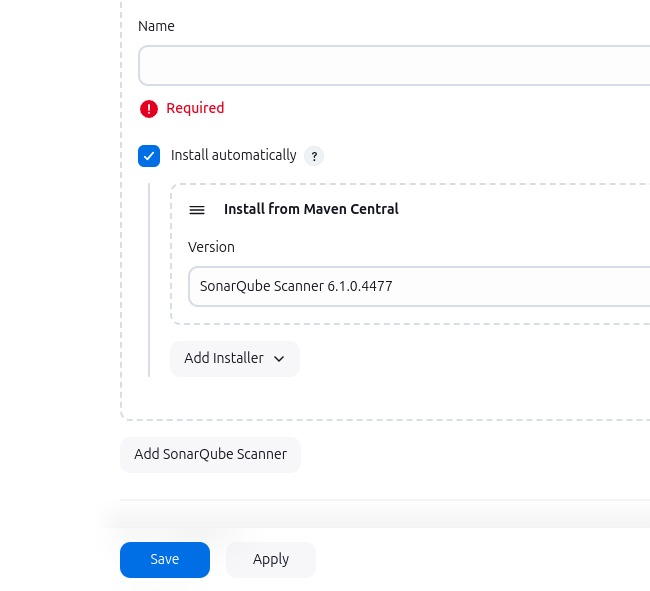 Name
Required
Install automatically ?
Install from Maven Central
Version
SonarQube Scanner 6.1.0.4477
Add Installer
Add SonarQube Scanner
Save Apply